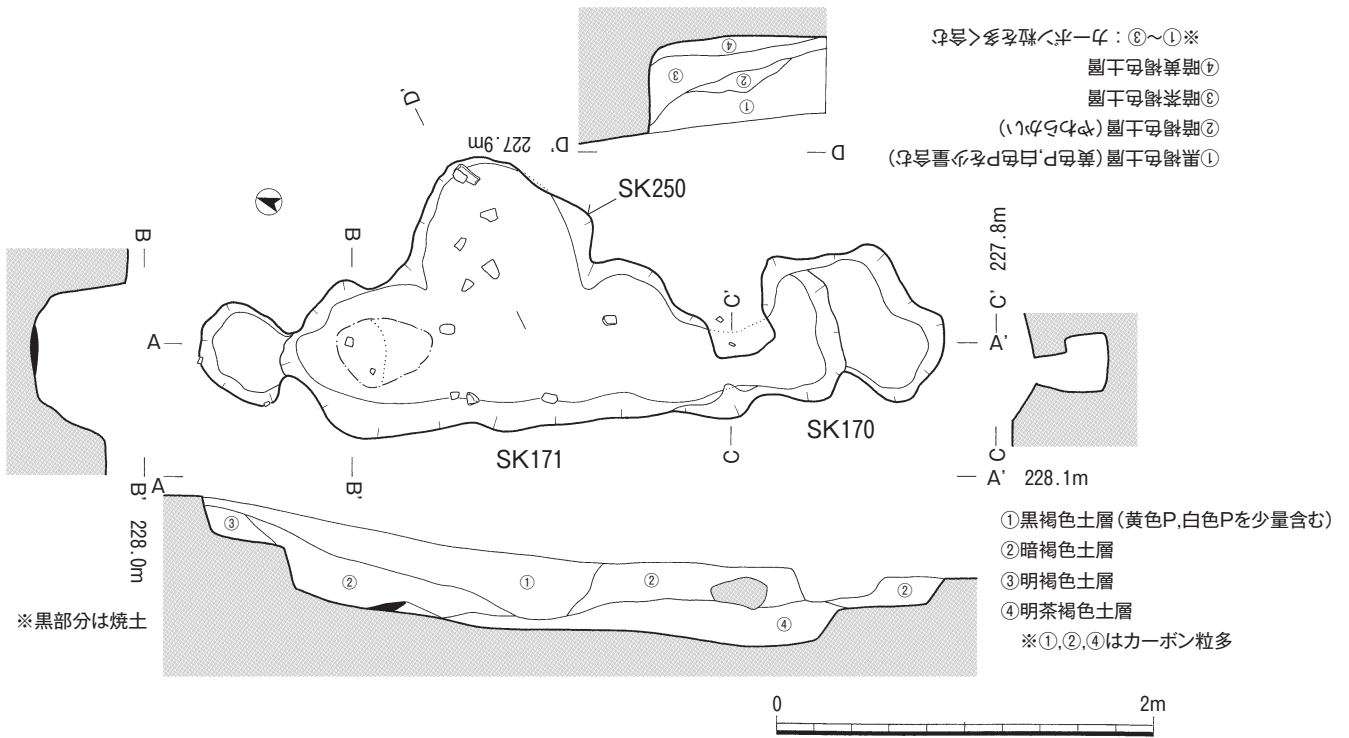 ※①～③：カーボン粒を多く含む
④暗黄褐色土層
③暗茶褐色土層
②暗褐色土層（やわらかい）
①黒褐色土層（黄色P,白色Pを少量含む）
④
③
②
①
D'
227.9m
D'
D
SK250
B
B
227.8m
C'
C'
A
A'
SK170
SK171
C
C
A'
228.1m
B'
A
B'
228.0m
③
②
①
②
②
④
①黒褐色土層（黄色P,白色Pを少量含む）
②暗褐色土層
③明褐色土層
④明茶褐色土層
※①,②,④はカーボン粒多
※黒部分は焼土
0
2m